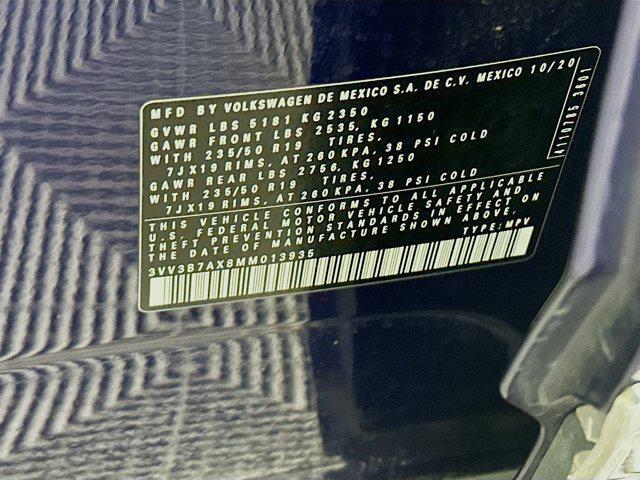 MFD BY VOLKSWAGEN DE MEXICO S.A. DE C.V. MEXICO 10/20
GVWR LBS 5181 KG 2350
GAWR FRONT LBS 2535, KG 1150
WITH 235/50 R19 TIRES,
7JX19 RIMS, AT 260 KPA, 38 PSI COLD
GAWR REAR LBS 2756, KG 1250
WITH 235/50 R19 TIRES,
7JX19 RIMS, AT 260 KPA, 38 PSI COLD
THIS VEHICLE CONFORMS TO ALL APPLICABLE
U.S. FEDERAL MOTOR VEHICLE SAFETY AND
THEFT PREVENTION STANDARDS IN EFFECT ON
THE DATE OF MANUFACTURE SHOWN ABOVE.
3VV3B7AX8MM013935 TYPE: MPV